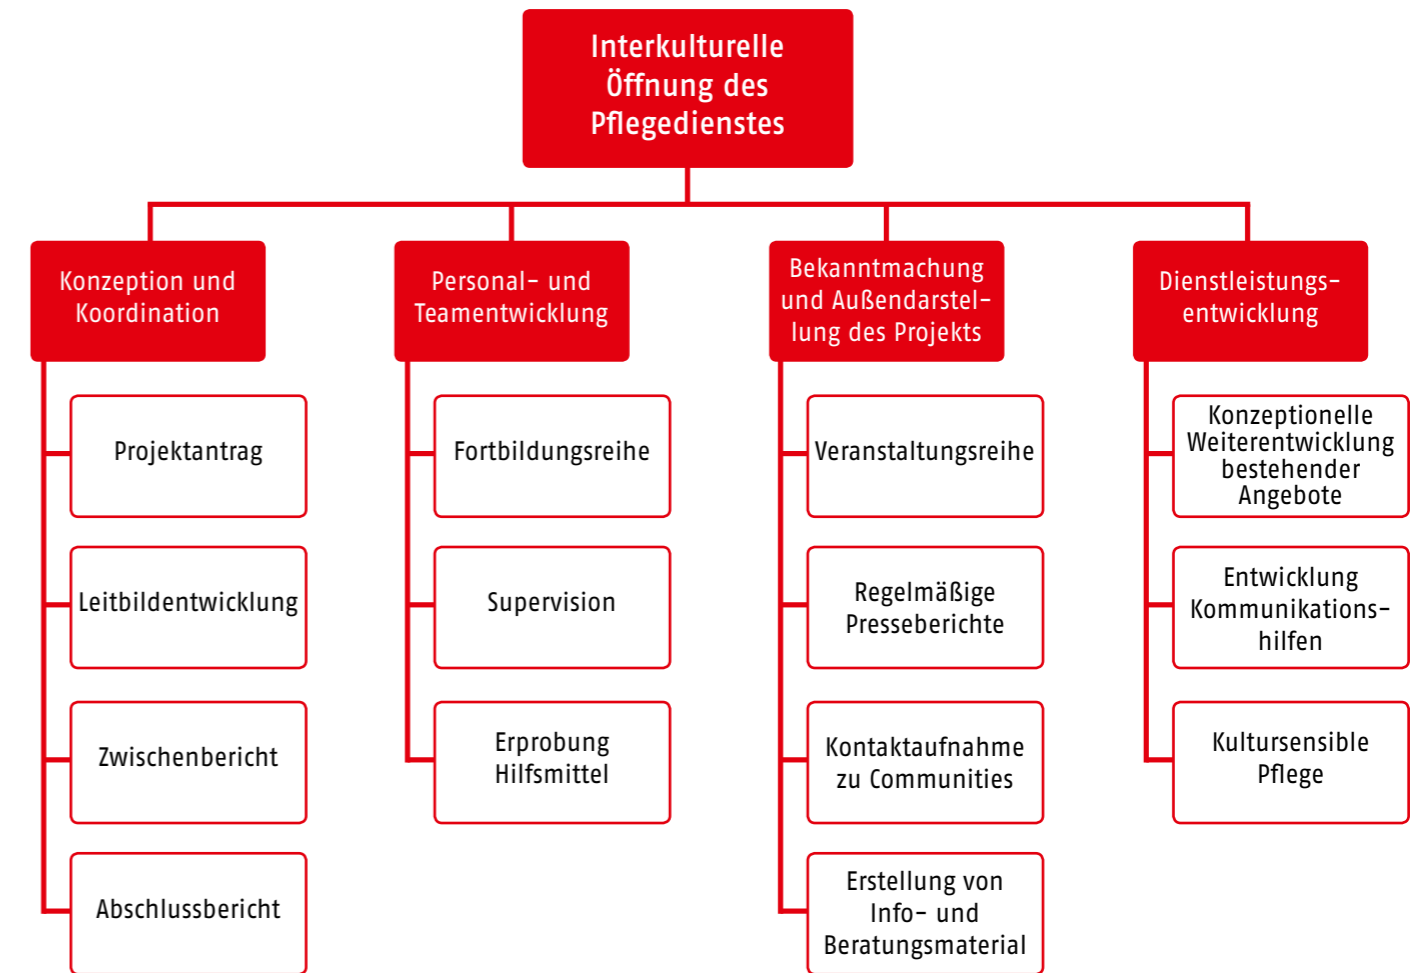 Interkulturelle
Öffnung des
Pflegedienstes
Konzeption und
Koordination
Projektantrag
Leitbildentwicklung
Zwischenbericht
Abschlussbericht
Personal- und
Teamentwicklung
Fortbildungsreihe
Supervision
Erprobung
Hilfsmittel
Bekanntmachung
und Außendarstel-
lung des Projekts
Veranstaltungsreihe
Regelmäßige
Presseberichte
Kontaktaufnahme
zu Communities
Erstellung von
Info- und
Beratungsmaterial
Dienstleistungs-
entwicklung
Konzeptionelle
Weiterentwicklung
bestehender
Angebote
Entwicklung
Kommunikations-
hilfen
Kultursensible
Pflege